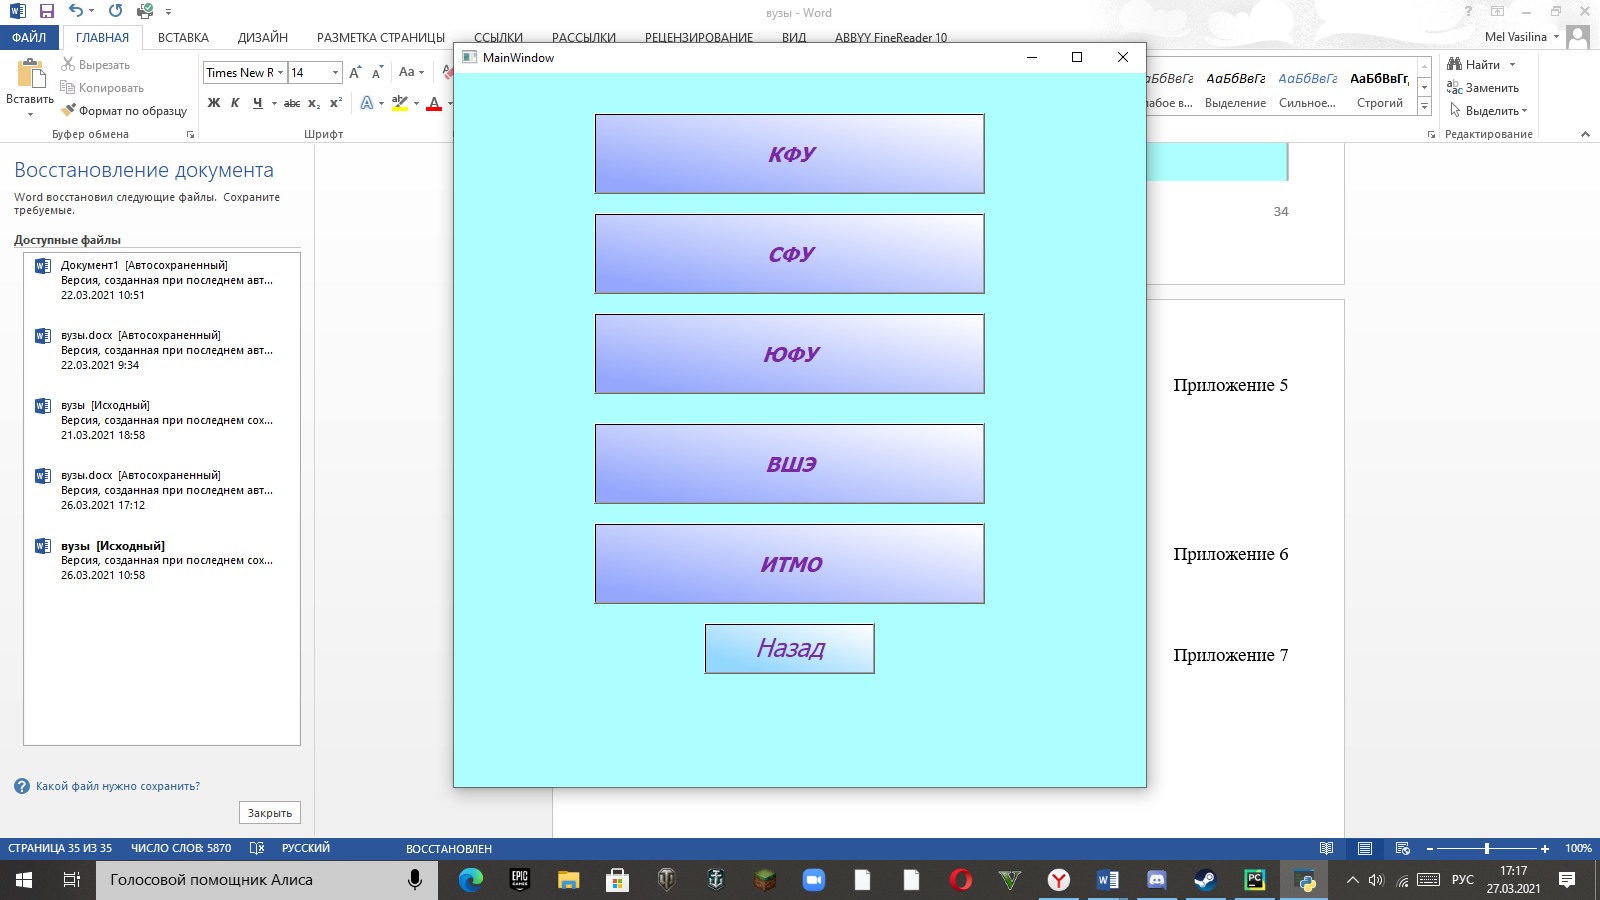 вузы - Word
ФАЙЛ ГЛАВНАЯ ВСТАВКА ДИЗАЙН РАЗМЕТКА СТРАНИЦЫ ССЫЛКИ РАССЫЛКИ РЕЦЕНЗИРОВАНИЕ ВИД ABBYY FineReader 10 Mel Vasilina
Вставить
Вырезать
Копировать
Формат по образцу
Буфер обмена
Times New R 14
Ж К Ч abc x₂ x²
Шрифт
АаБбВвГг АаБбВвГг АаБбВвГг
Выделение Сильное... Строгий
Найти
Заменить
Выделить
Редактирование
Восстановление документа
Word восстановил следующие файлы. Сохраните
требуемые.
Доступные файлы
Документ1 [Автосохраненный]
Версия, созданная при последнем авт...
22.03.2021 10:51
вузы.docx [Автосохраненный]
Версия, созданная при последнем авт...
22.03.2021 9:34
вузы [Исходный]
Версия, созданная при последнем сох...
21.03.2021 18:58
вузы.docx [Автосохраненный]
Версия, созданная при последнем авт...
26.03.2021 17:12
вузы [Исходный]
Версия, созданная при последнем сох...
26.03.2021 10:58
Какой файл нужно сохранить?
Закрыть
MainWindow
КФУ
СФУ
ЮФУ
ВШЭ
ИТМО
Назад
34
Приложение 5
Приложение 6
Приложение 7
СТРАНИЦА 35 ИЗ 35 ЧИСЛО СЛОВ: 5870 РУССКИЙ ВОССТАНОВЛЕН 100%
Голосовой помощник Алиса
EPIC GAMES
PC
РУС
17:17
27.03.2021